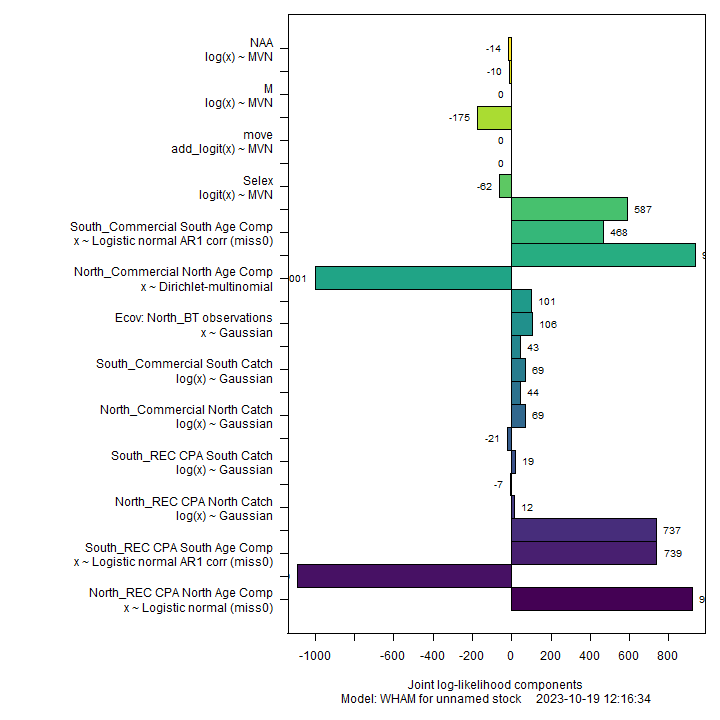 NAA
log(x) ~ MVN
-14
-10
M
log(x) ~ MVN
0
-175
move
add_logit(x) ~ MVN
0
0
Selex
logit(x) ~ MVN
-62
587
South_Commercial South Age Comp
x ~ Logistic normal AR1 corr (miss0)
468
9
North_Commercial North Age Comp
x ~ Dirichlet-multinomial
001
101
Ecov: North_BT observations
x ~ Gaussian
106
43
South_Commercial South Catch
log(x) ~ Gaussian
69
44
North_Commercial North Catch
log(x) ~ Gaussian
69
-21
South_REC CPA South Catch
log(x) ~ Gaussian
19
-7
North_REC CPA North Catch
log(x) ~ Gaussian
12
737
South_REC CPA South Age Comp
x ~ Logistic normal AR1 corr (miss0)
739
North_REC CPA North Age Comp
x ~ Logistic normal (miss0)
9
-1000 -600 -400 -200 0 200 400 600 800
Joint log-likelihood components
Model: WHAM for unnamed stock 2023-10-19 12:16:34